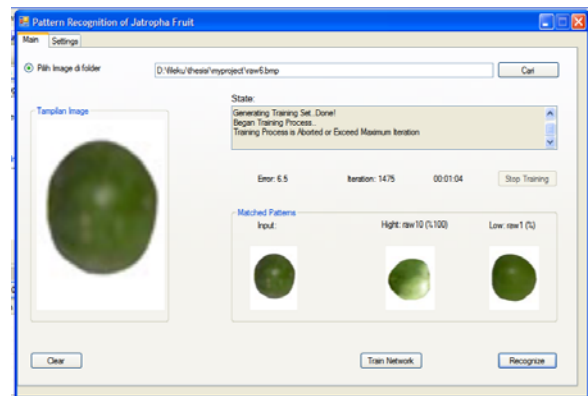 Pattern Recognition of Jatropha Fruit
Main Settings
Pilih Image di folder D:\fileku\thesis\myproject\raw6.bmp Cari
State:
Tampilan Image
Generating Training Set..Done!
Began Training Process..
Training Process is Aborted or Exceed Maximum Iteration
Error: 6.5 Iteration: 1475 00:01:04 Stop Training
Matched Patterns
Input: Hight: raw10 (%100) Low: raw1 (%)
Clear Train Network Recognize